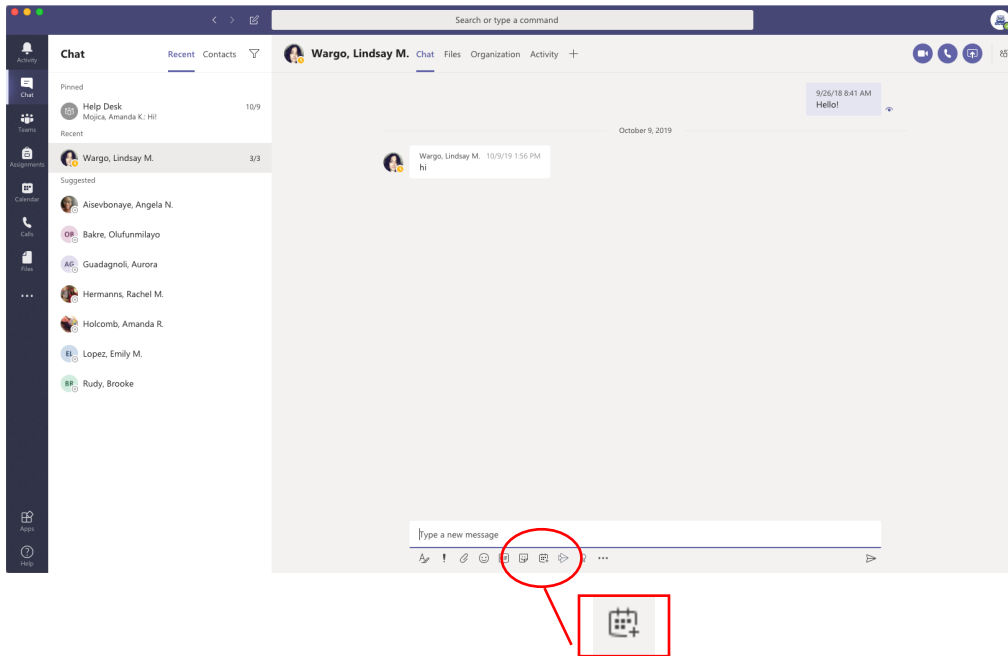 Search or type a command
Activity
Chat
Teams
Assignments
Calendar
Calls
Files
Apps
Help
Chat Recent Contacts
Pinned
Help Desk 10/9
Mojica, Amanda K.: Hi!
Recent
Wargo, Lindsay M. 3/3
Suggested
Aisevbonaye, Angela N.
OB Bakre, Olufunmilayo
AG Guadagnoli, Aurora
Hermanns, Rachel M.
Holcomb, Amanda R.
EL Lopez, Emily M.
BR Rudy, Brooke
Wargo, Lindsay M. Chat Files Organization Activity +
9/26/18 8:41 AM
Hello!
October 9, 2019
Wargo, Lindsay M. 10/9/19 1:56 PM
hi
Type a new message